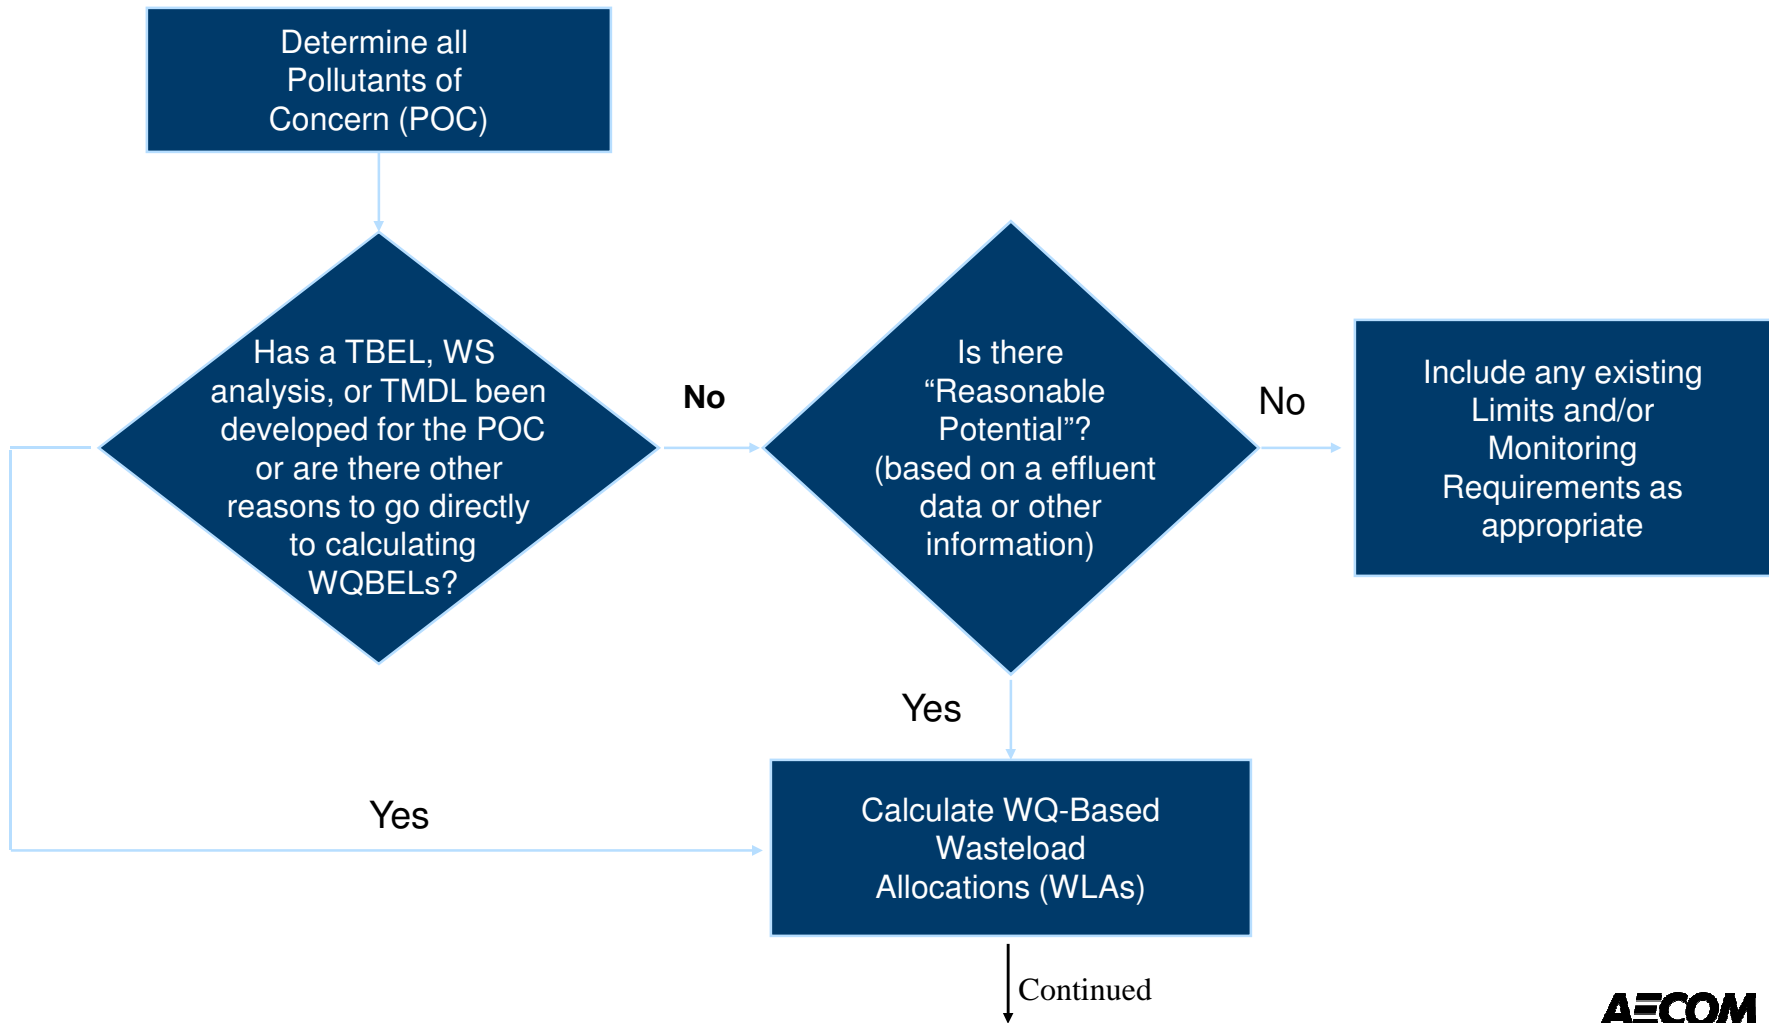 Determine all
Pollutants of
Concern (POC)
Has a TBEL, WS
analysis, or TMDL been
developed for the POC
or are there other
reasons to go directly
to calculating
WQBELs?
No
Is there
“Reasonable
Potential”?
(based on a effluent
data or other
information)
No
Include any existing
Limits and/or
Monitoring
Requirements as
appropriate
Yes
Yes
Calculate WQ-Based
Wasteload
Allocations (WLAs)
Continued
AECOM